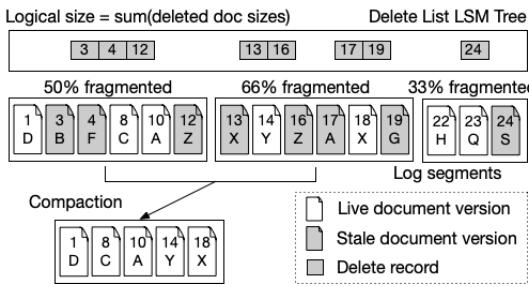 Logical size = sum(deleted doc sizes) Delete List LSM Tree
3 4 12 13 16 17 19 24
50% fragmented 66% fragmented 33% fragmented
1 3 4 8 10 12 13 14 16 17 18 19 22 23 24
D B F C A Z X Y Z A X G H Q S
Log segments
Compaction
Live document version
1 8 10 14 18
D C A Y X
Stale document version
Delete record